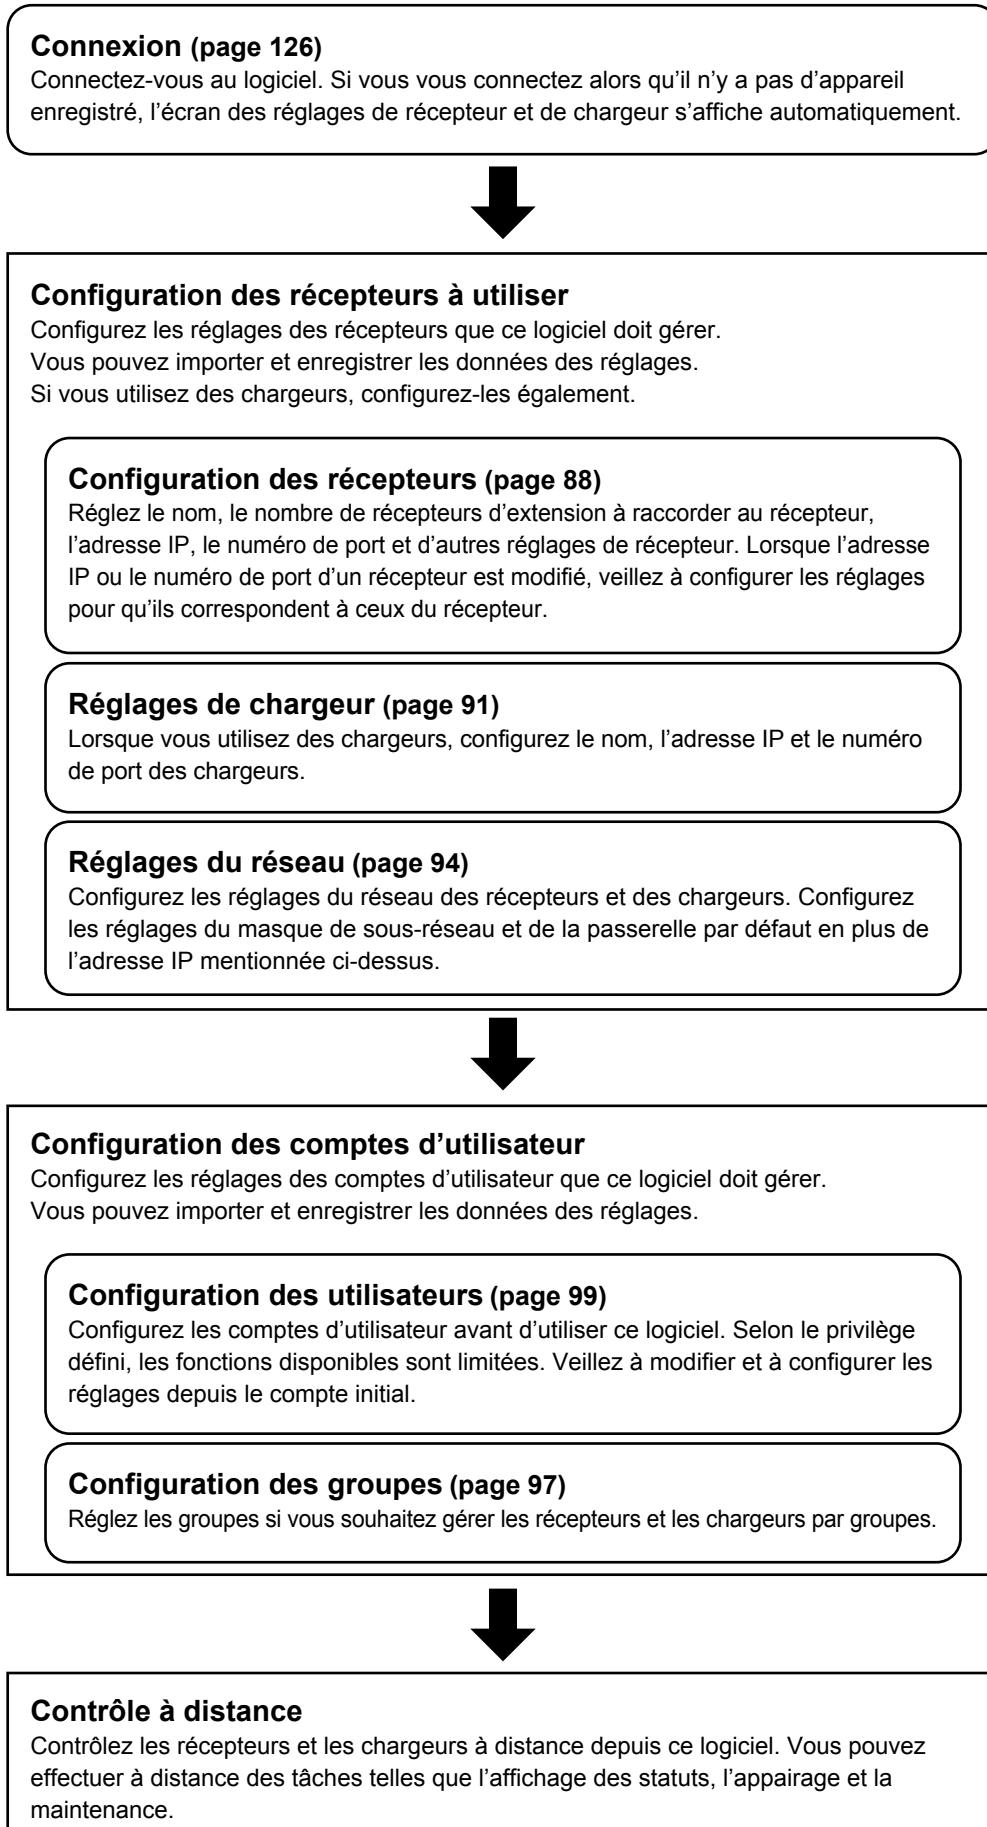 Connexion (page 126)
Connectez-vous au logiciel. Si vous vous connectez alors qu’il n’y a pas d’appareil
enregistré, l’écran des réglages de récepteur et de chargeur s’affiche automatiquement.
Configuration des récepteurs à utiliser
Configurez les réglages des récepteurs que ce logiciel doit gérer.
Vous pouvez importer et enregistrer les données des réglages.
Si vous utilisez des chargeurs, configurez-les également.
Configuration des récepteurs (page 88)
Réglez le nom, le nombre de récepteurs d’extension à raccorder au récepteur,
l’adresse IP, le numéro de port et d’autres réglages de récepteur. Lorsque l’adresse
IP ou le numéro de port d’un récepteur est modifié, veillez à configurer les réglages
pour qu’ils correspondent à ceux du récepteur.
Réglages de chargeur (page 91)
Lorsque vous utilisez des chargeurs, configurez le nom, l’adresse IP et le numéro
de port des chargeurs.
Réglages du réseau (page 94)
Configurez les réglages du réseau des récepteurs et des chargeurs. Configurez
les réglages du masque de sous-réseau et de la passerelle par défaut en plus de
l’adresse IP mentionnée ci-dessus.
Configuration des comptes d’utilisateur
Configurez les réglages des comptes d’utilisateur que ce logiciel doit gérer.
Vous pouvez importer et enregistrer les données des réglages.
Configuration des utilisateurs (page 99)
Configurez les comptes d’utilisateur avant d’utiliser ce logiciel. Selon le privilège
défini, les fonctions disponibles sont limitées. Veillez à modifier et à configurer les
réglages depuis le compte initial.
Configuration des groupes (page 97)
Réglez les groupes si vous souhaitez gérer les récepteurs et les chargeurs par groupes.
Contrôle à distance
Contrôlez les récepteurs et les chargeurs à distance depuis ce logiciel. Vous pouvez
effectuer à distance des tâches telles que l’affichage des statuts, l’appairage et la
maintenance.